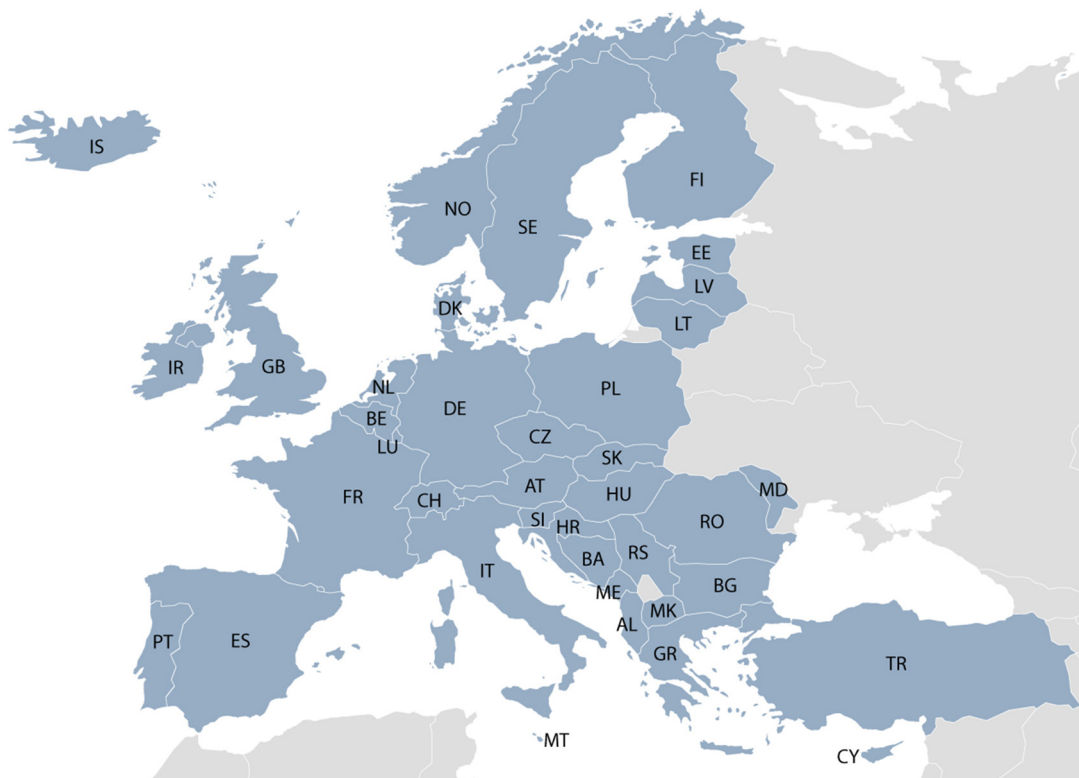 IS
FI
NO
SE
EE
LV
DK
LT
IR
GB
NL
PL
DE
BE
CZ
LU
SK
AT
MD
HU
FR
CH
RO
SI
HR
RS
BA
IT
BG
ME
MK
AL
PT
ES
GR
TR
MT
CY